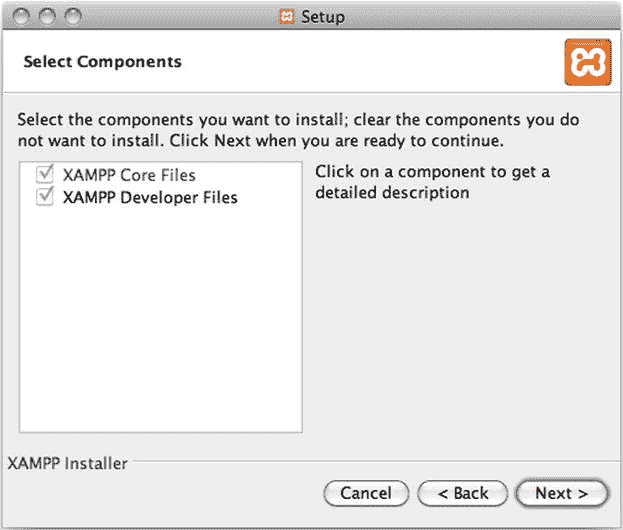 Setup
Select Components
Select the components you want to install; clear the components you do
not want to install. Click Next when you are ready to continue.
XAMPP Core Files
XAMPP Developer Files
Click on a component to get a
detailed description
XAMPP Installer
Cancel
< Back
Next >